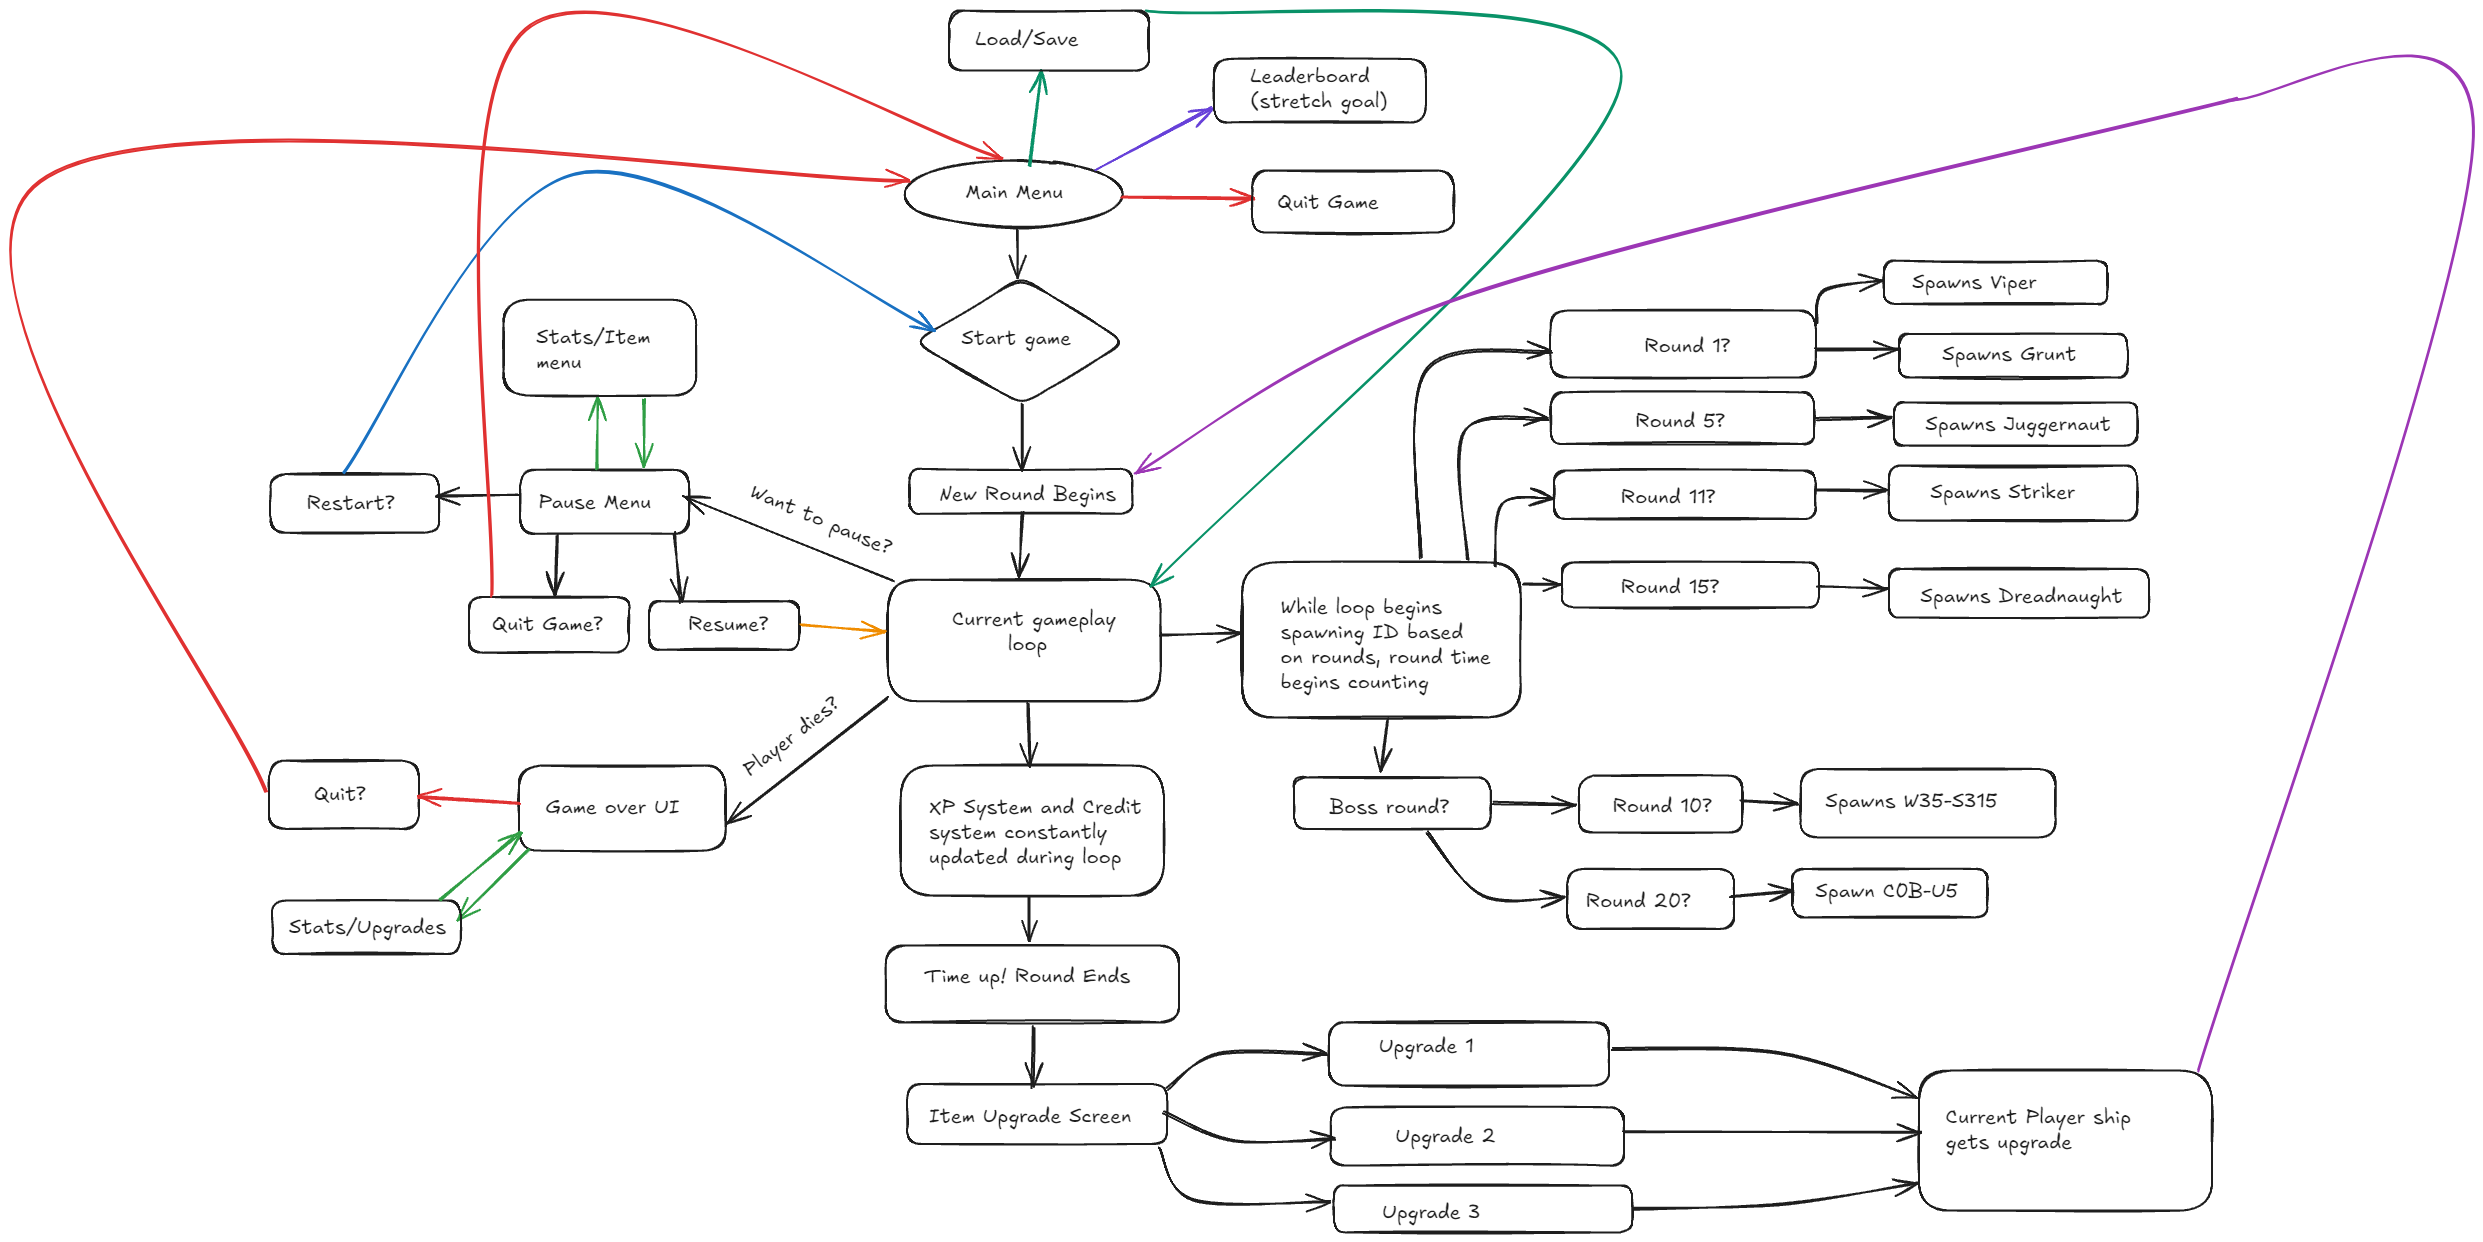 Load/Save
Leaderboard
(stretch goal)
Main Menu
Quit Game
Start game
Stats/Item
menu
Restart?
Pause Menu
Want to pause?
New Round Begins
Quit Game?
Resume?
Current gameplay
loop
While loop begins
spawning ID based
on rounds, round time
begins counting
Round 1?
Spawns Viper
Spawns Grunt
Round 5?
Spawns Juggernaut
Round 11?
Spawns Striker
Round 15?
Spawns Dreadnaught
Player dies?
Quit?
Game over UI
Stats/Upgrades
XP System and Credit
system constantly
updated during loop
Boss round?
Round 10?
Spawns W35-S315
Round 20?
Spawn C0B-U5
Time up! Round Ends
Item Upgrade Screen
Upgrade 1
Upgrade 2
Upgrade 3
Current Player ship
gets upgrade